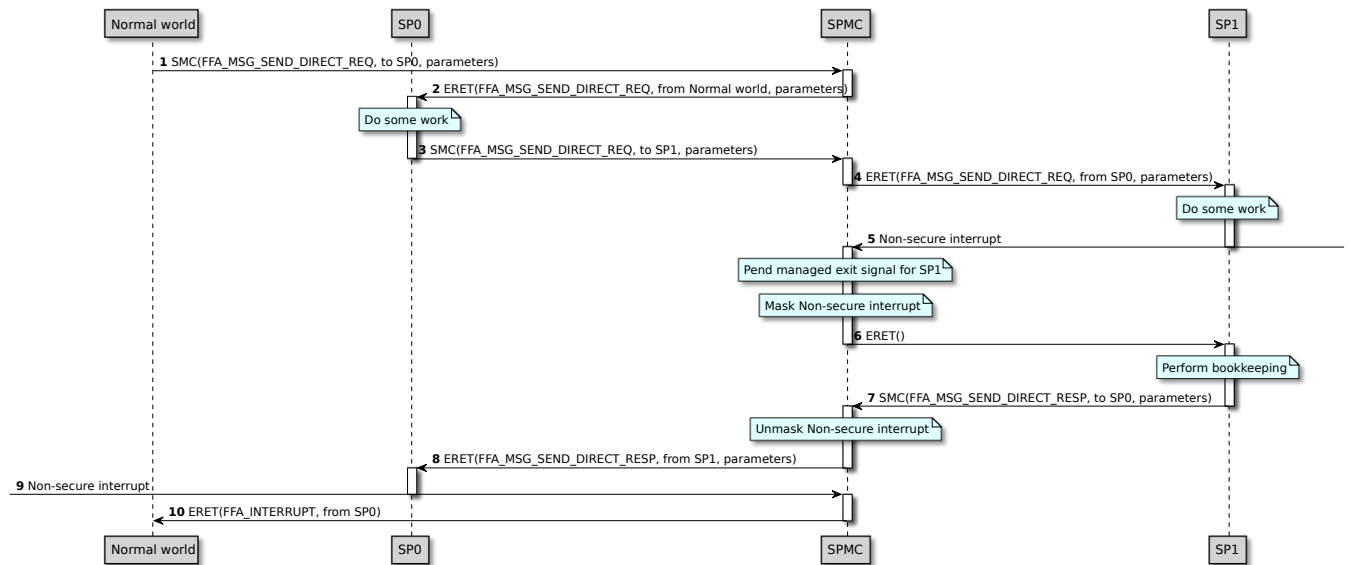 Normal world
SP0
SPMC
SP1
1 SMC(FFA_MSG_SEND_DIRECT_REQ, to SP0, parameters)
2 ERET(FFA_MSG_SEND_DIRECT_REQ, from Normal world, parameters)
Do some work
3 SMC(FFA_MSG_SEND_DIRECT_REQ, to SP1, parameters)
4 ERET(FFA_MSG_SEND_DIRECT_REQ, from SP0, parameters)
Do some work
5 Non-secure interrupt
Pend managed exit signal for SP1
Mask Non-secure interrupt
6 ERET()
Perform bookkeeping
7 SMC(FFA_MSG_SEND_DIRECT_RESP, to SP0, parameters)
Unmask Non-secure interrupt
8 ERET(FFA_MSG_SEND_DIRECT_RESP, from SP1, parameters)
9 Non-secure interrupt
10 ERET(FFA_INTERRUPT, from SP0)
Normal world
SP0
SPMC
SP1